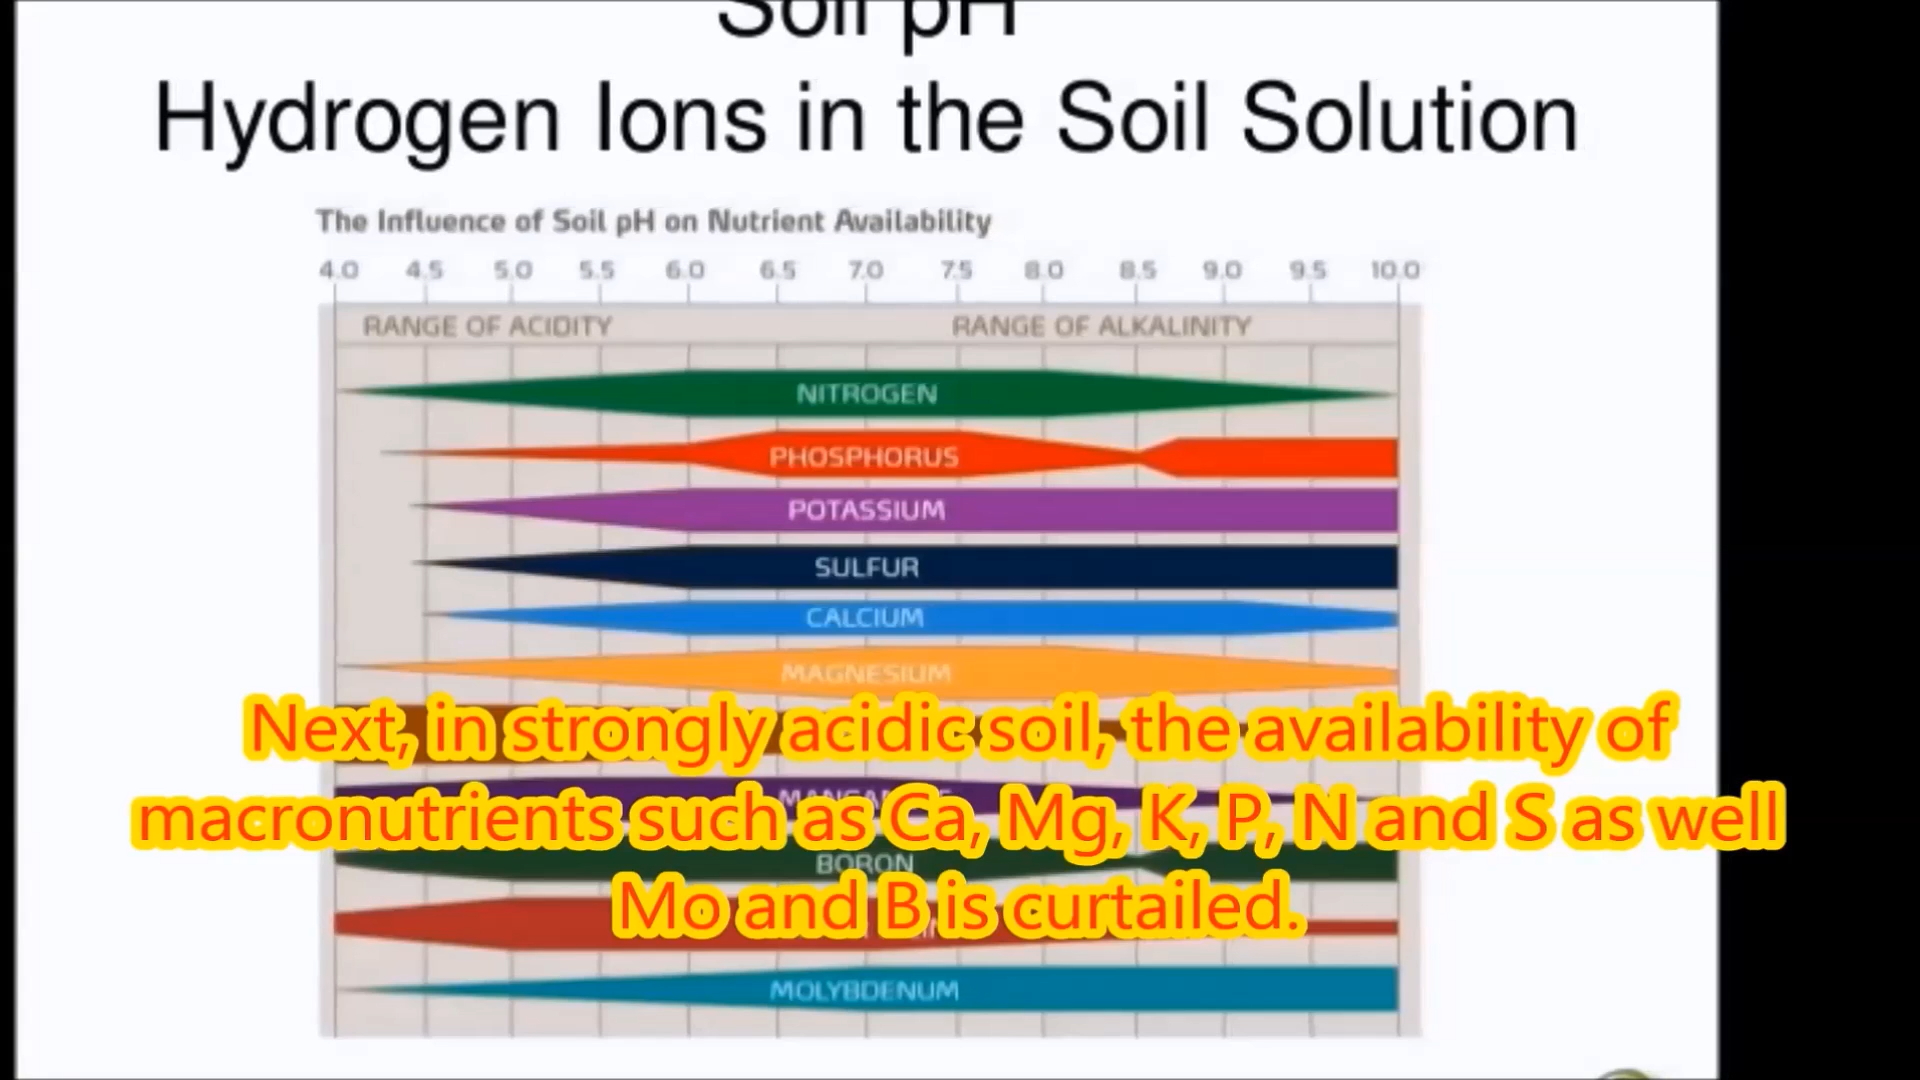 Soil pH
Hydrogen Ions in the Soil Solution
The Influence of Soil pH on Nutrient Availability
4.0 4.5 5.0 5.5 6.0 6.5 7.0 7.5 8.0 8.5 9.0 9.5 10.0
RANGE OF ACIDITY RANGE OF ALKALINITY
NITROGEN
PHOSPHORUS
POTASSIUM
SULFUR
CALCIUM
MAGNESIUM
Next, in strongly acidic soil, the availability of
MANGANESE
macronutrients such as Ca, Mg, K, P, N and S as well
BORON
Mo and B is curtailed.
MOLYBDENUM